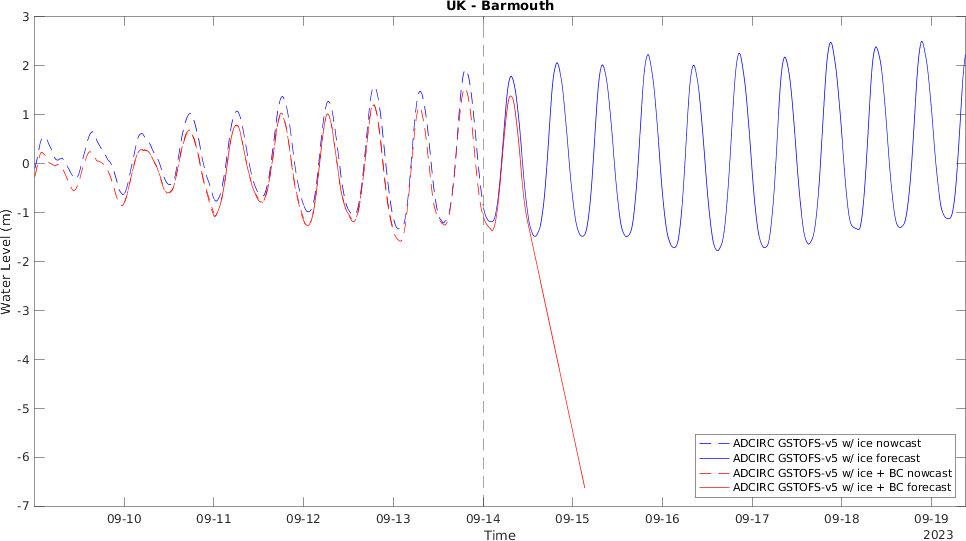 UK - Barmouth
3
2
1
0
-1
-2
-3
-4
-5
-6
-7
Water Level (m)
09-10 09-11 09-12 09-13 09-14 09-15 09-16 09-17 09-18 09-19
Time
2023
ADCIRC GSTOFS-v5 w/ ice nowcast
ADCIRC GSTOFS-v5 w/ ice forecast
ADCIRC GSTOFS-v5 w/ ice + BC nowcast
ADCIRC GSTOFS-v5 w/ ice + BC forecast